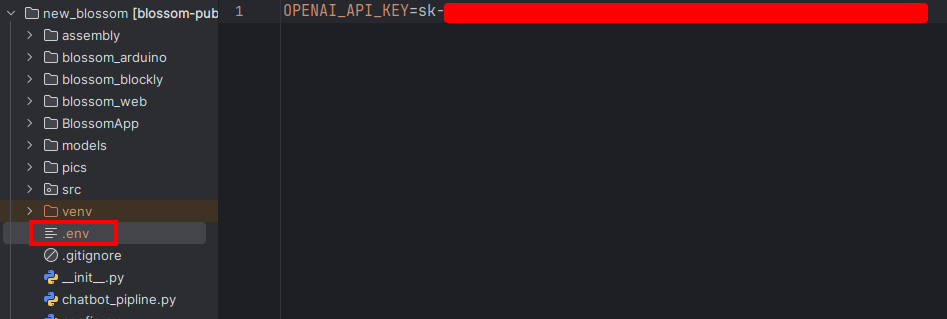 new_blossom [blossom-pub
assembly
blossom_arduino
blossom_blockly
blossom_web
BlossomApp
models
pics
src
venv
.env
.gitignore
__init__.py
chatbot_pipline.py
1 OPENAI_API_KEY=sk-